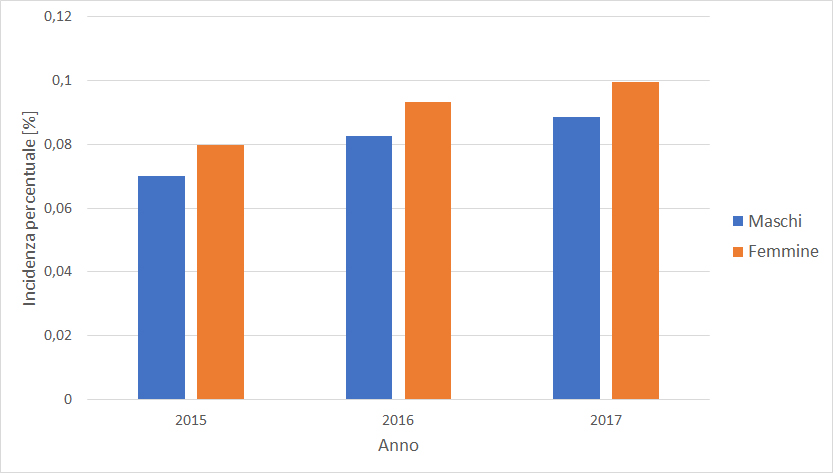 0,12
0,1
0,08
0,06
0,04
0,02
0
Incidenza percentuale [%]
2015
2016
2017
Anno
Maschi
Femmine